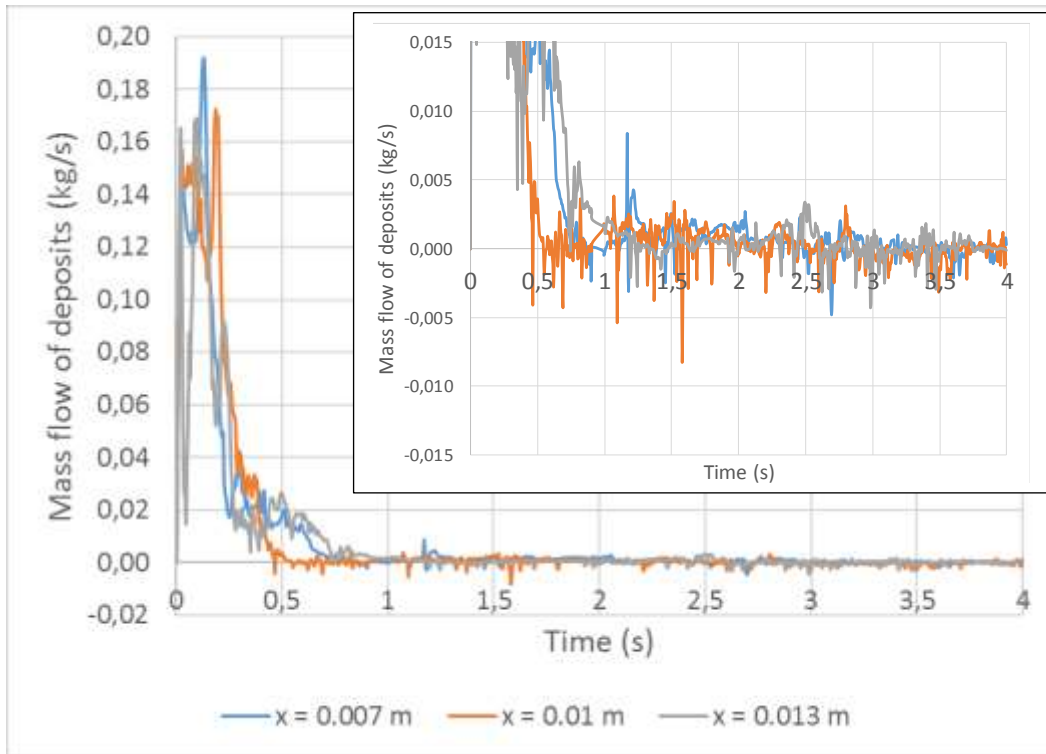 0,20
0,18
0,16
0,14
0,12
0,10
0,08
0,06
0,04
0,02
0,00
-0,02
Mass flow of deposits (kg/s)
0 0,5 1 1,5 2 2,5 3 3,5 4
Time (s)
0,015
0,010
0,005
0,000
-0,005
-0,010
-0,015
Mass flow of deposits (kg/s)
0 0,5 1 1,5 2 2,5 3 3,5 4
Time (s)
x = 0.007 m x = 0.01 m x = 0.013 m